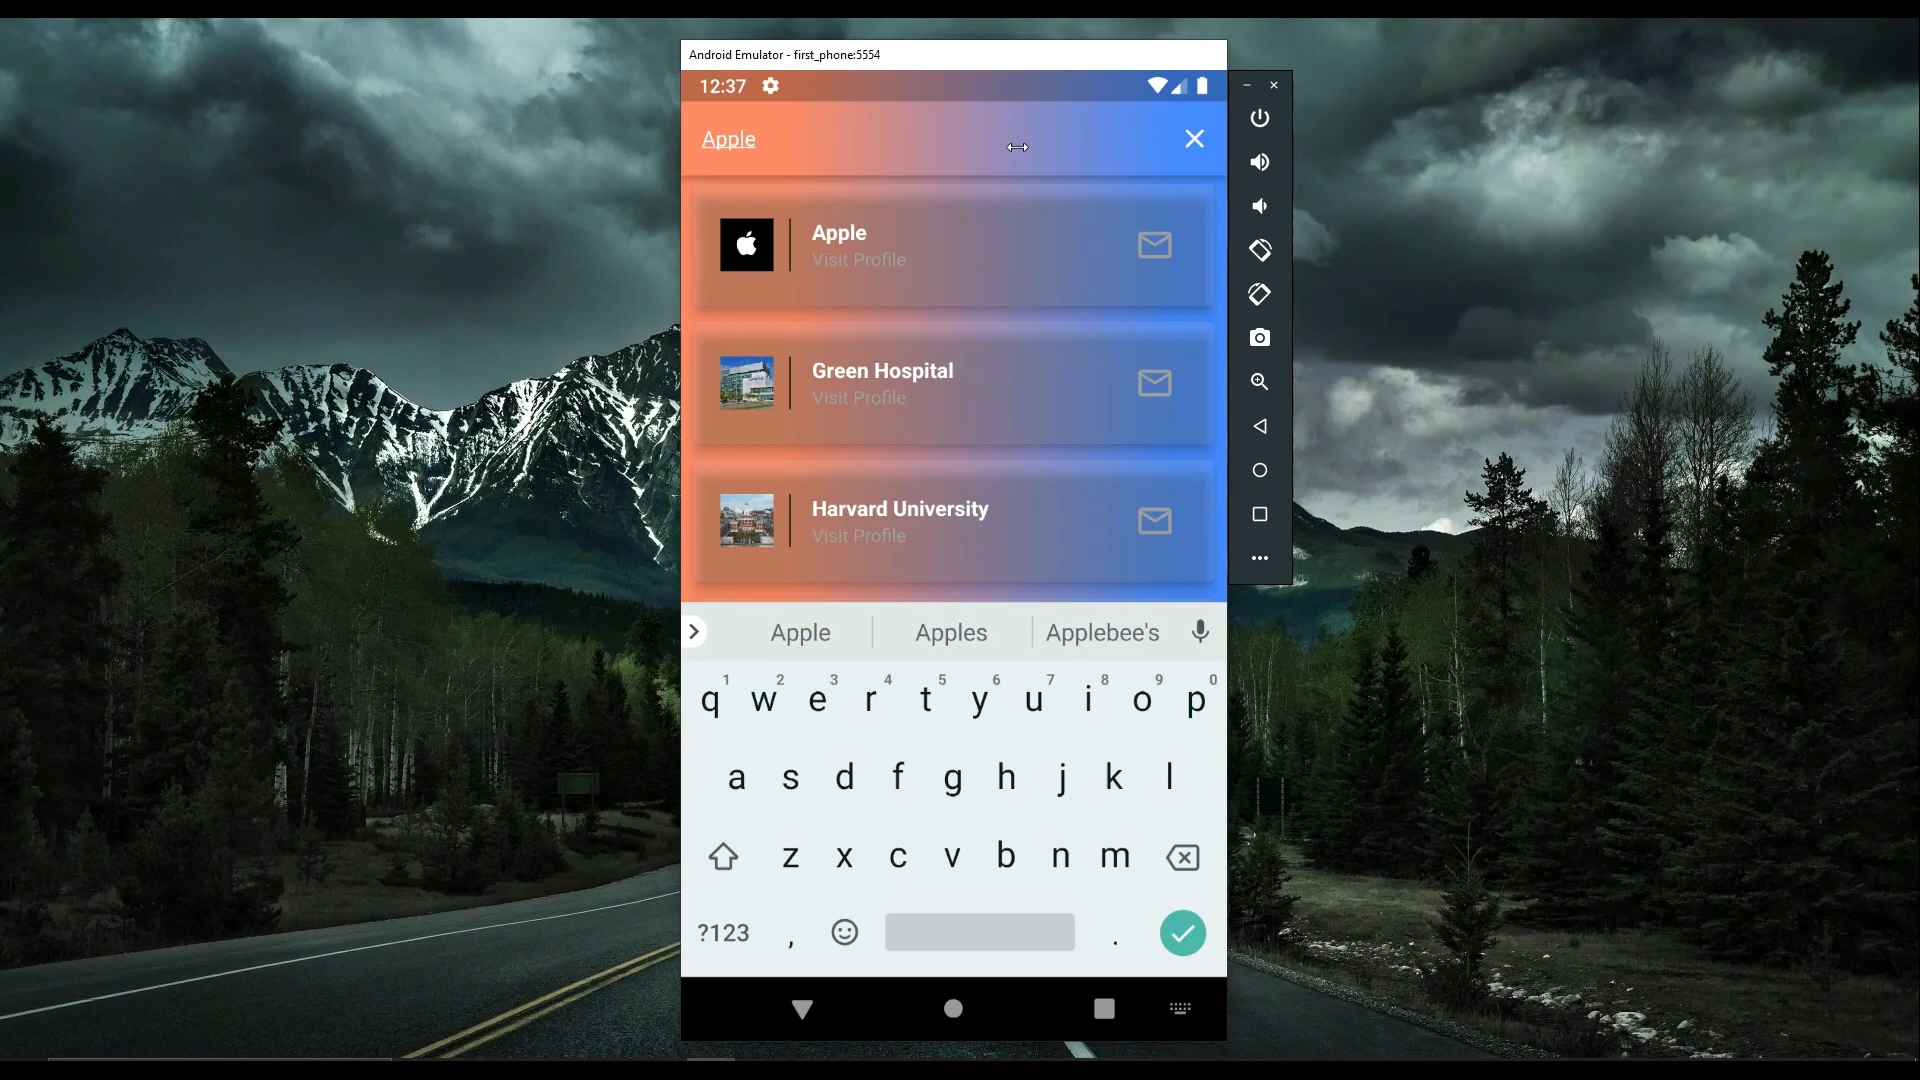 Android Emulator - first_phone:5554
12:37
Apple
Apple
Visit Profile
Green Hospital
Visit Profile
Harvard University
Visit Profile
Apple Apples Applebee's
1 2 3 4 5 6 7 8 9 0
q w e r t y u i o p
a s d f g h j k l
z x c v b n m
?123 , .